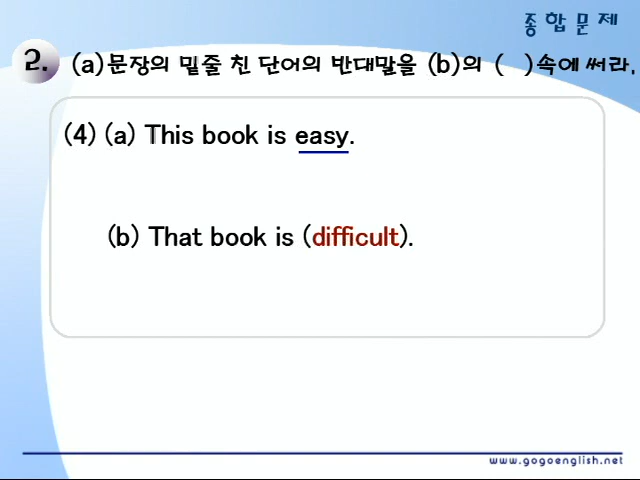 종합문제
2. (a)문장의 밑줄 친 단어의 반대말을 (b)의 (  )속에 써라.
(4) (a) This book is easy.
(b) That book is (difficult).
www.gogoenglish.net